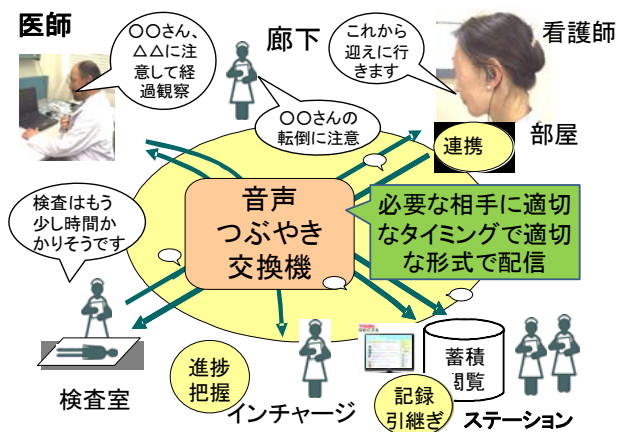 医師
〇〇さん、
△△に注
意して経
過観察
廊下
〇〇さんの
転倒に注意
これから
迎えに行
きます
看護師
部屋
連携
音声
つぶやき
交換機
必要な相手に適切
なタイミングで適切
な形式で配信
検査はもう
少し時間か
かりそうです
検査室
進捗
把握
インチャージ
蓄積
閲覧
記録
引継ぎ
ステーション